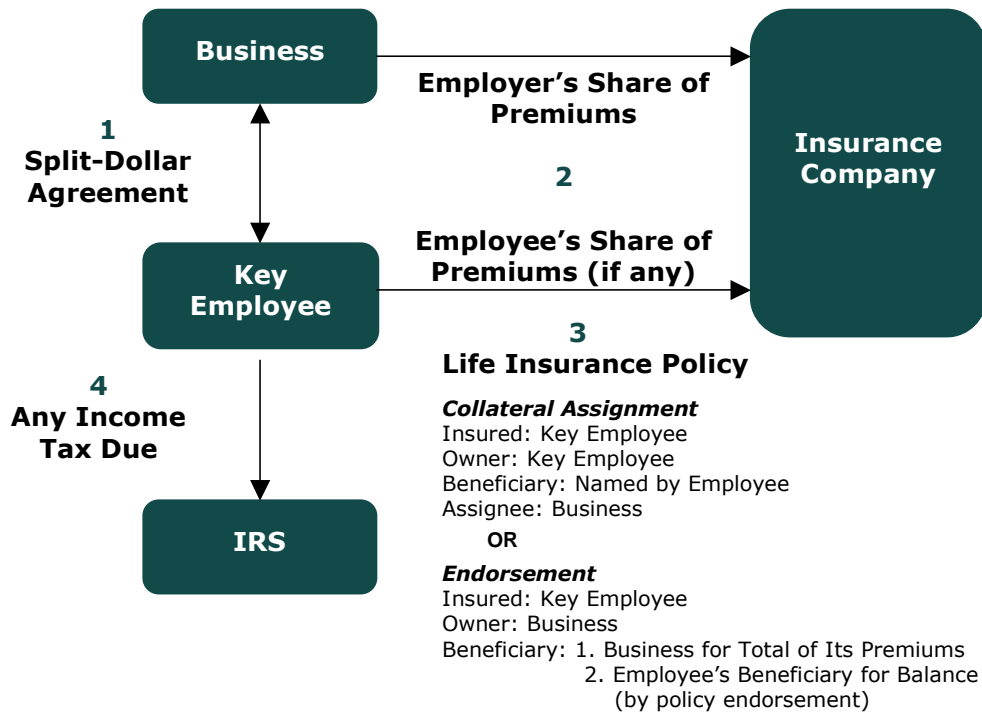 Business
Employer’s Share of
Premiums
1
Split-Dollar
Agreement
Insurance
Company
2
Employee’s Share of
Premiums (if any)
Key
Employee
3
Life Insurance Policy
4
Any Income
Tax Due
Collateral Assignment
Insured: Key Employee
Owner: Key Employee
Beneficiary: Named by Employee
Assignee: Business
OR
IRS
Endorsement
Insured: Key Employee
Owner: Business
Beneficiary: 1. Business for Total of Its Premiums
2. Employee’s Beneficiary for Balance
(by policy endorsement)